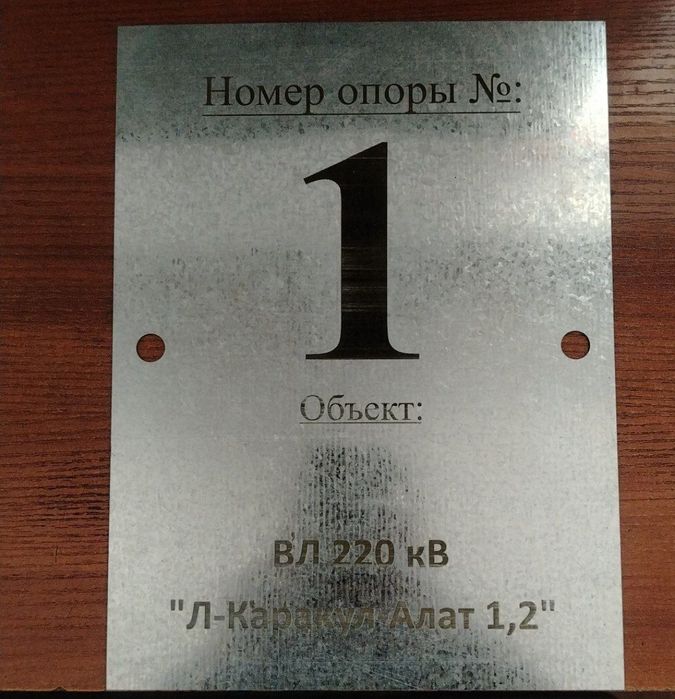 Номер опоры №:
1
Объект:
ВЛ 220 кВ
"Л-Каракул-Алат 1,2"